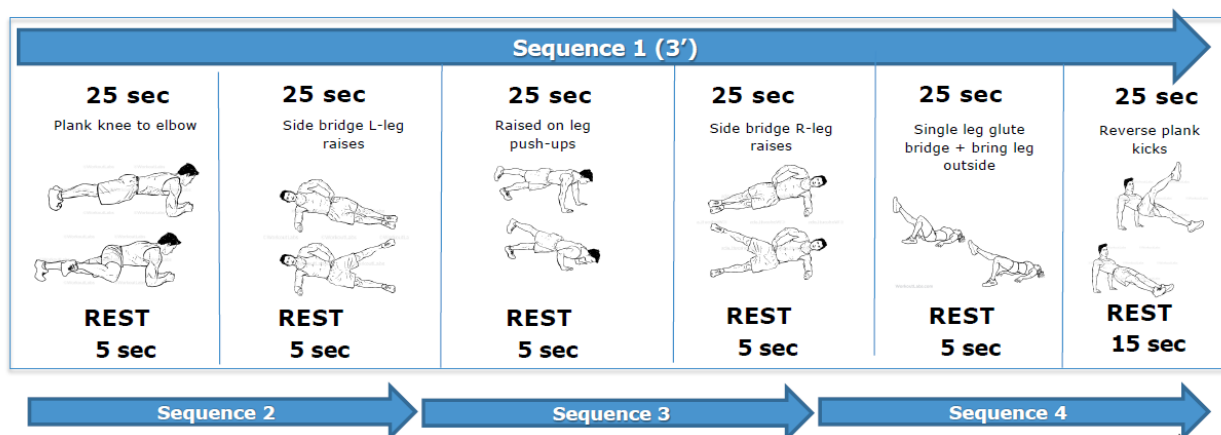 Sequence 1 (3’)
25 sec
Plank knee to elbow
REST
5 sec
25 sec
Side bridge L-leg
raises
REST
5 sec
25 sec
Raised on leg
push-ups
REST
5 sec
25 sec
Side bridge R-leg
raises
REST
5 sec
25 sec
Single leg glute
bridge + bring leg
outside
REST
5 sec
25 sec
Reverse plank
kicks
REST
15 sec
Sequence 2
Sequence 3
Sequence 4